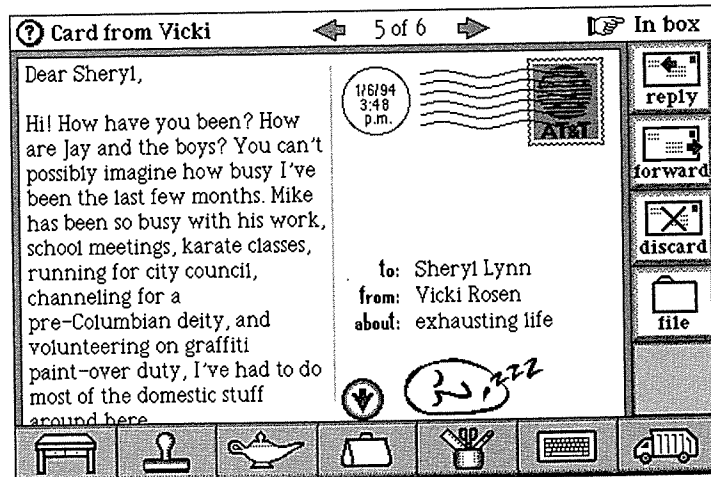 Card from Vicki
5 of 6
In box
Dear Sheryl,
Hi! How have you been? How
are Jay and the boys? You can't
possibly imagine how busy I've
been the last few months. Mike
has been so busy with his work,
school meetings, karate classes,
running for city council,
channeling for a
pre-Columbian deity, and
volunteering on graffiti
paint-over duty, I've had to do
most of the domestic stuff
around here
1/6/94
3:48
p.m.
AT&T
to: Sheryl Lynn
from: Vicki Rosen
about: exhausting life
zzz
reply
forward
discard
file